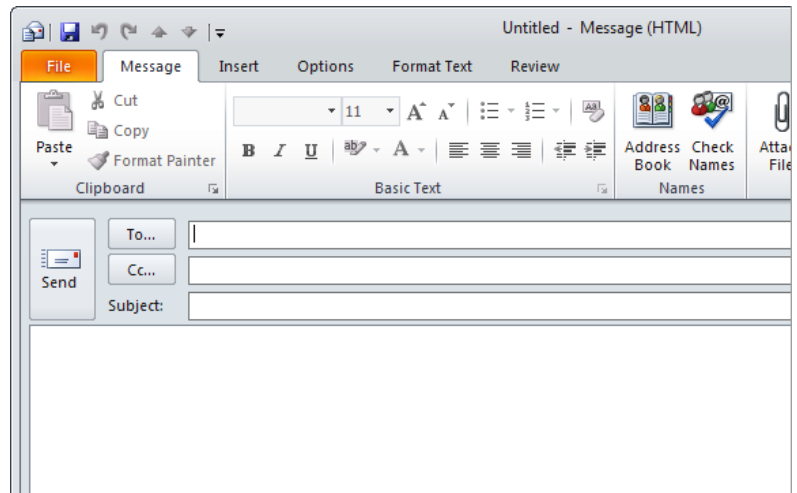 Untitled - Message (HTML)
File Message Insert Options Format Text Review
Cut
Copy
Format Painter
Paste
Clipboard
11
A A
B I U ab A
Basic Text
Address Book
Check Names
Names
To...
Cc...
Send
Subject: